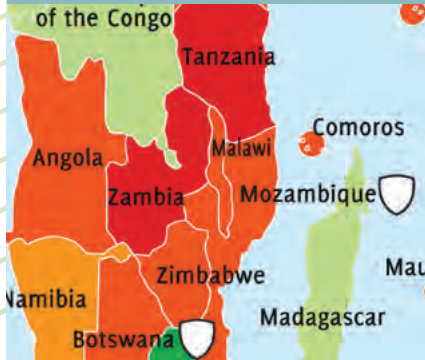 of the Congo
Tanzania
Comoros
Angola
Malawi
Zambia
Mozambique
Zimbabwe
Mau
Namibia
Madagascar
Botswana